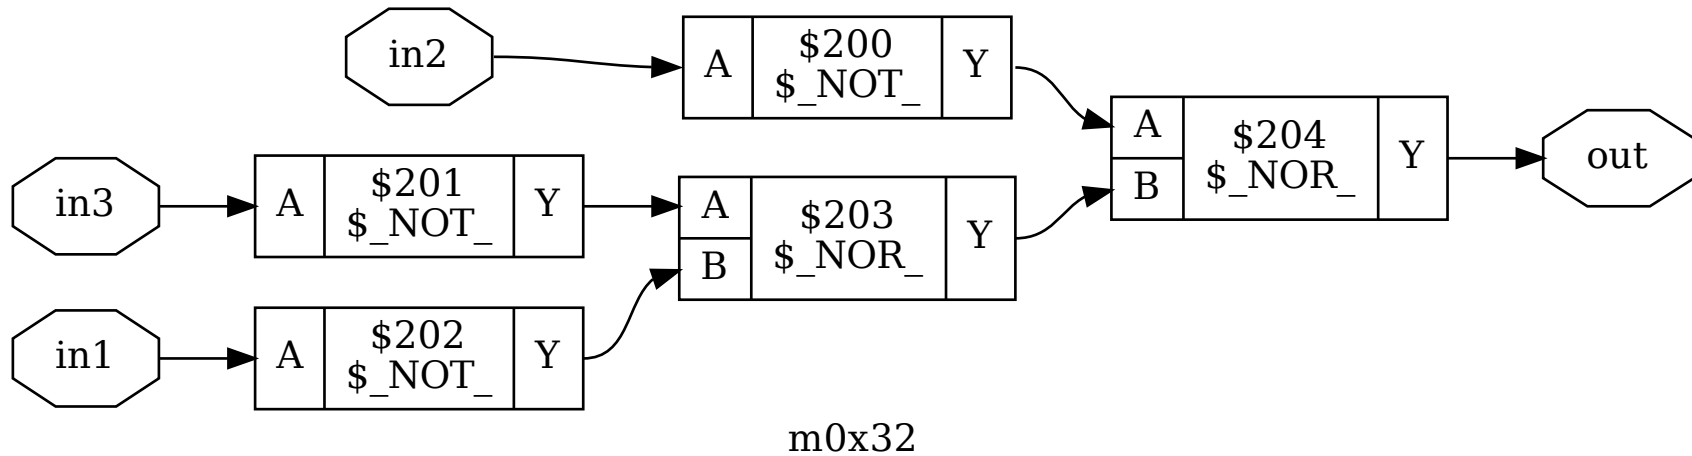 in2
A
$200
$_NOT_
Y
in3
A
$201
$_NOT_
Y
in1
A
$202
$_NOT_
Y
A
B
$203
$_NOR_
Y
A
B
$204
$_NOR_
Y
out
m0x32